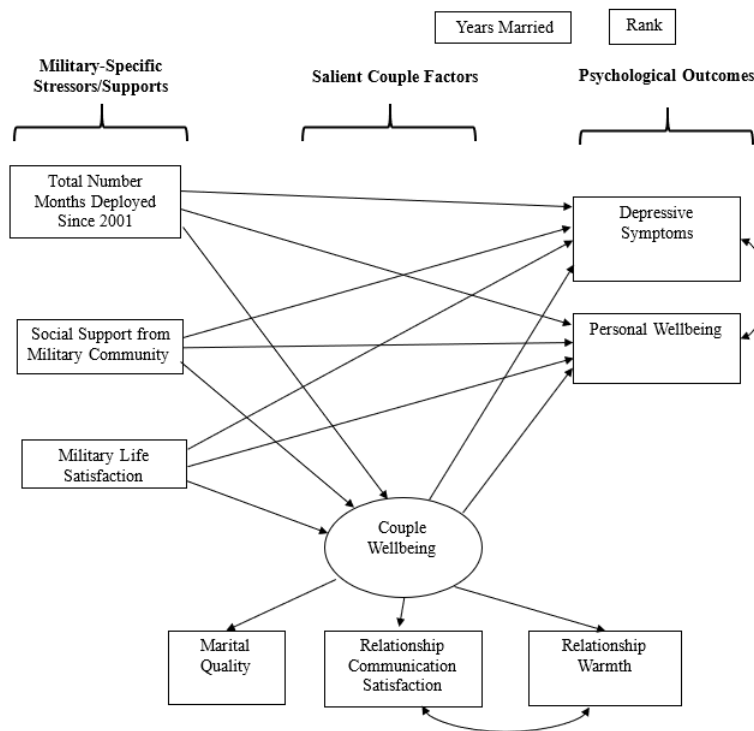 Years Married
Rank
Military-Specific
Stressors/Supports
Salient Couple Factors
Psychological Outcomes
Total Number
Months Deployed
Since 2001
Depressive
Symptoms
Social Support from
Military Community
Personal Wellbeing
Military Life
Satisfaction
Couple
Wellbeing
Marital
Quality
Relationship
Communication
Satisfaction
Relationship
Warmth